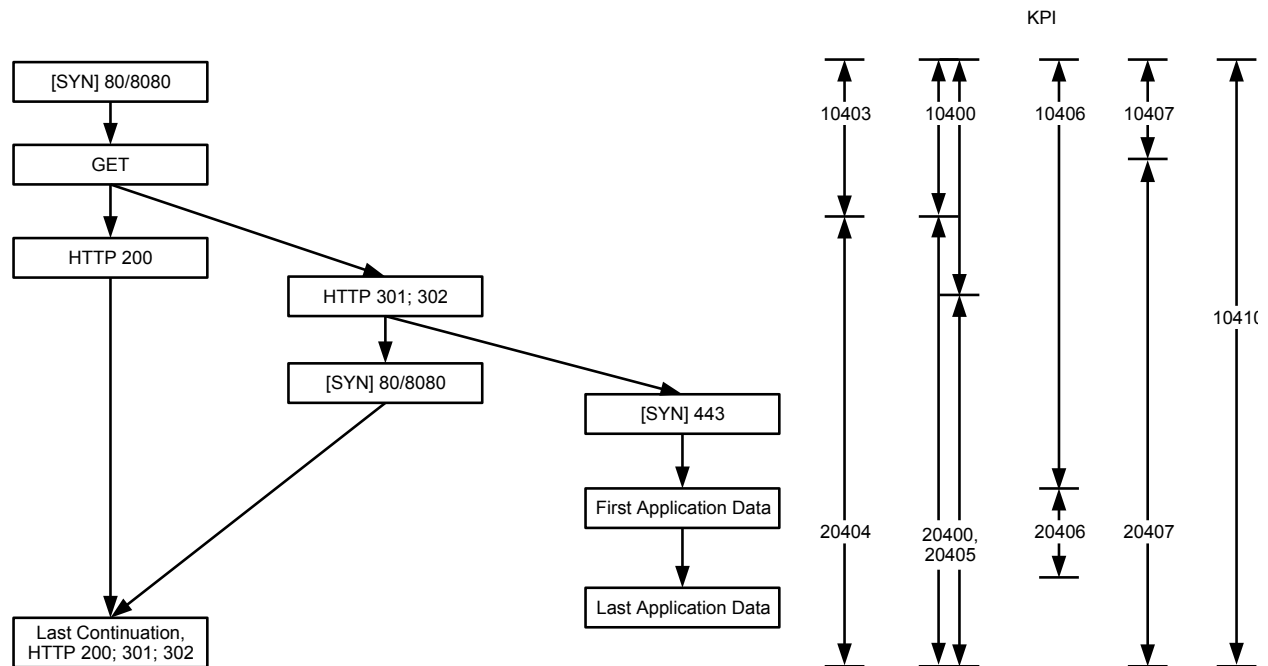 KPI
[SYN] 80/8080
10403
10400
10406
10407
GET
HTTP 200
HTTP 301; 302
10410
[SYN] 80/8080
[SYN] 443
First Application Data
20404
20400,
20405
20406
20407
Last Application Data
Last Continuation,
HTTP 200; 301; 302